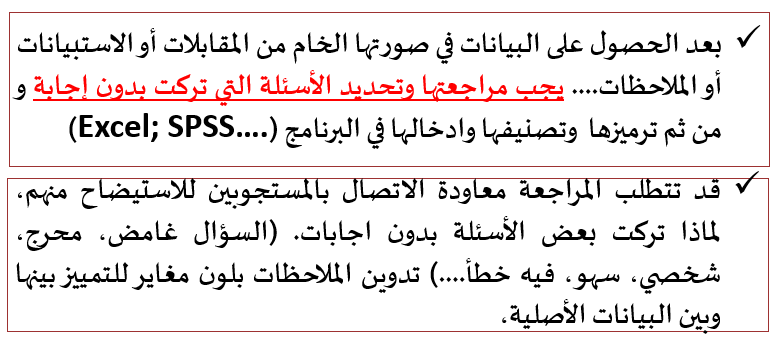 ✓ بعد الحصول على البيانات في صورتها الخام من المقابلات أو الاستبيانات
أو الملاحظات.... يجب مراجعتها وتحديد الأسئلة التي تركت بدون إجابة و
من ثم ترميزها وتصنيفها وادخالها في البرنامج (Excel; SPSS....)
✓ قد تتطلب المراجعة معاودة الاتصال بالمستجوبين للاستيضاح منهم،
لماذا تركت بعض الأسئلة بدون اجابات. (السؤال غامض، محرج،
شخصي، سهو، فيه خطأ....) تدوين الملاحظات بلون مغاير للتمييز بينها
وبين البيانات الأصلية،